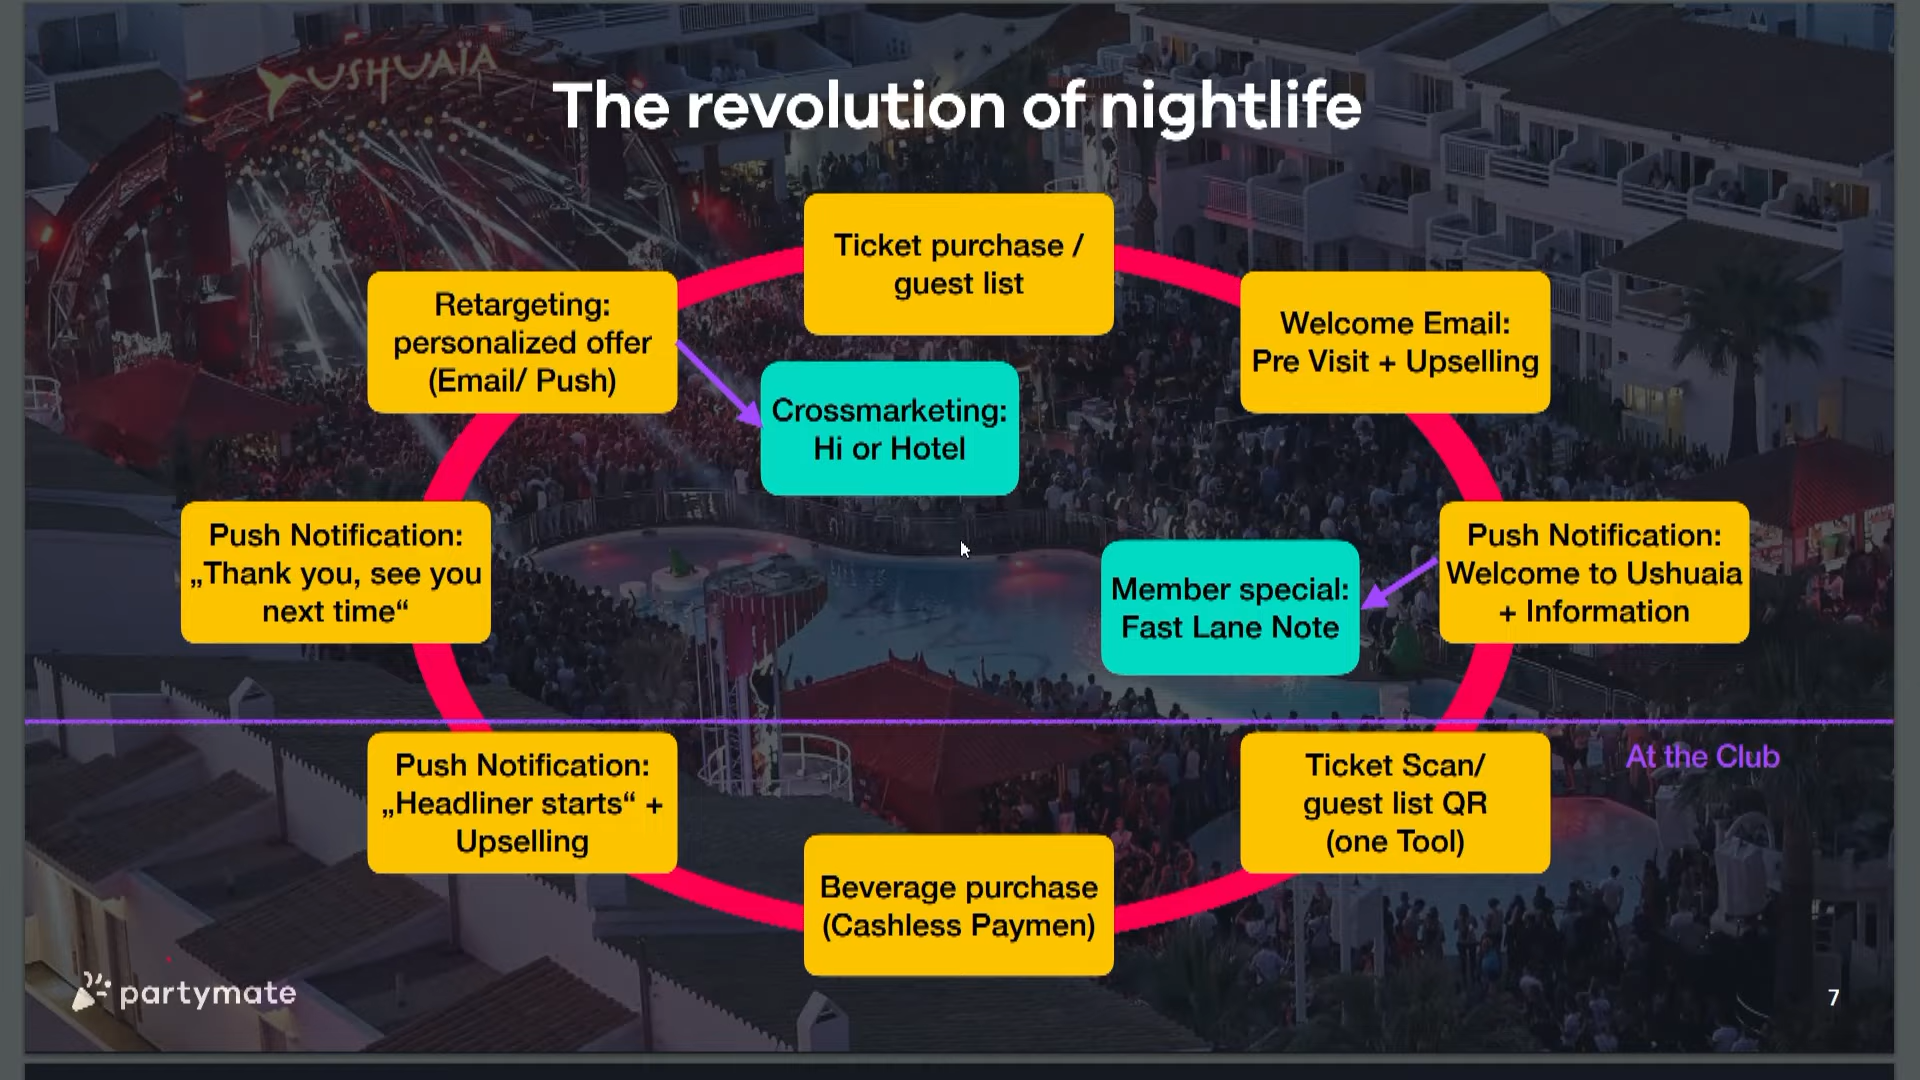 USHUAÏA
The revolution of nightlife
Ticket purchase /
guest list
Retargeting:
personalized offer
(Email/ Push)
Welcome Email:
Pre Visit + Upselling
Crossmarketing:
Hi or Hotel
Push Notification:
„Thank you, see you
next time“
Member special:
Fast Lane Note
Push Notification:
Welcome to Ushuaia
+ Information
At the Club
Push Notification:
„Headliner starts“ +
Upselling
Ticket Scan/
guest list QR
(one Tool)
Beverage purchase
(Cashless Paymen)
partymate
7